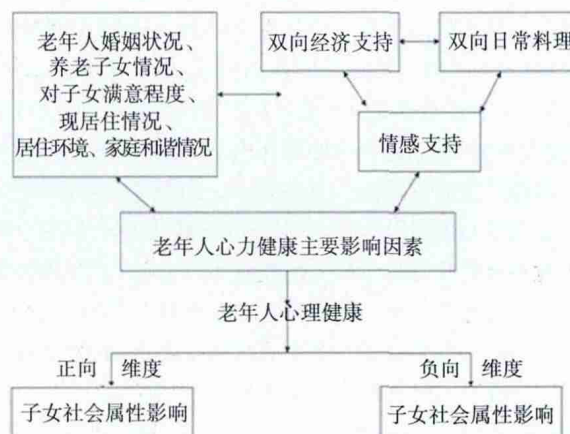 老年人婚姻状况、
养老子女情况、
对子女满意程度、
现居住情况、
居住环境、家庭和谐情况
双向经济支持
双向日常料理
情感支持
老年人心力健康主要影响因素
老年人心理健康
正向 维度
负向 维度
子女社会属性影响
子女社会属性影响